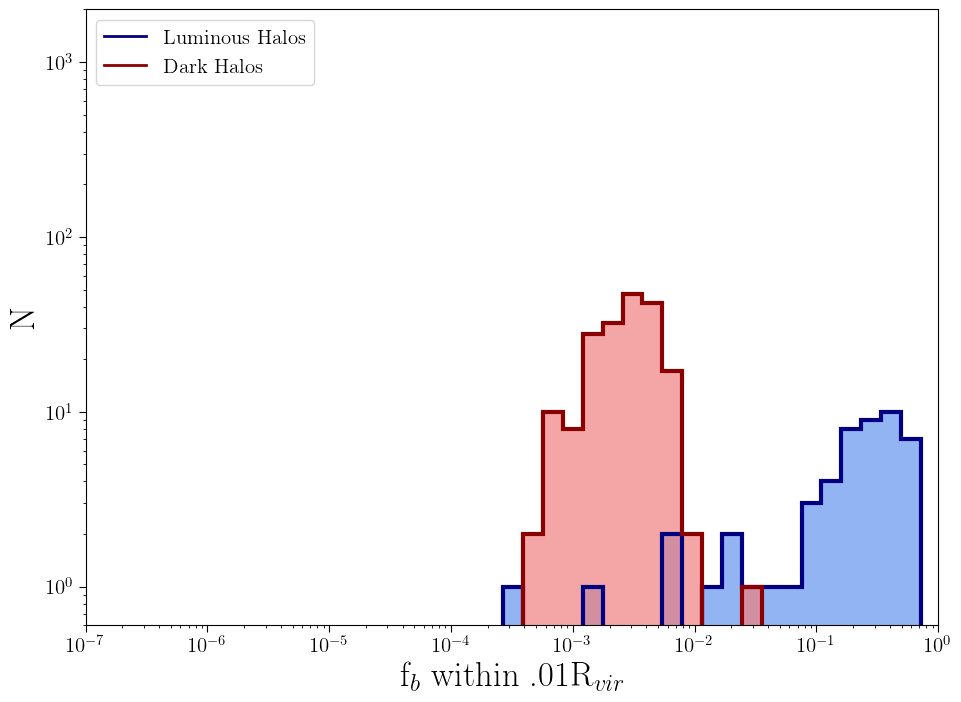 Luminous Halos
Dark Halos
10³
10²
10¹
10⁰
N
10⁻⁷ 10⁻⁶ 10⁻⁵ 10⁻⁴ 10⁻³ 10⁻² 10⁻¹ 10⁰
f_b within .01R_vir